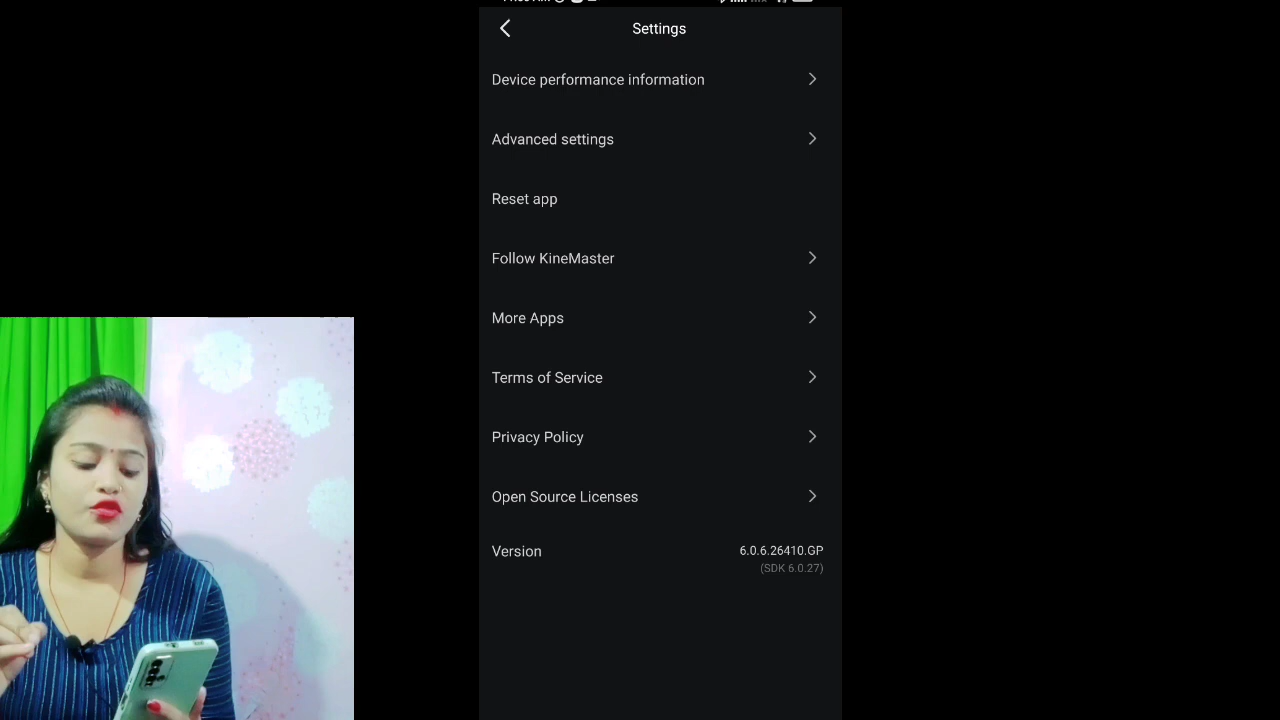 Settings
Device performance information
Advanced settings
Reset app
Follow KineMaster
More Apps
Terms of Service
Privacy Policy
Open Source Licenses
Version 6.0.6.26410.GP
(SDK 6.0.27)